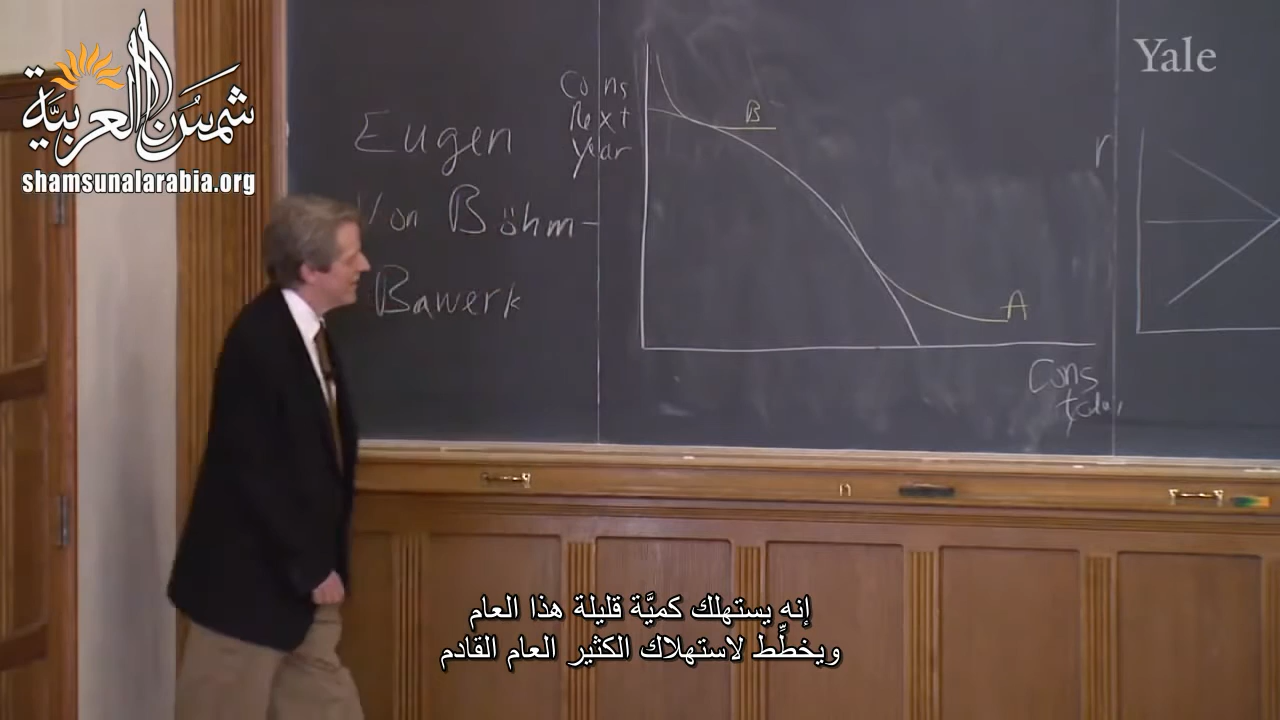 شمسُ العربيَّة
shamsunalarabia.org
Yale
Eugen
Von Böhm-
Bawerk
Cons
Next
Year
B
A
Cons
today
r
إنه يستهلك كميَّة قليلة هذا العام
ويخطِّط لاستهلاك الكثير العام القادم